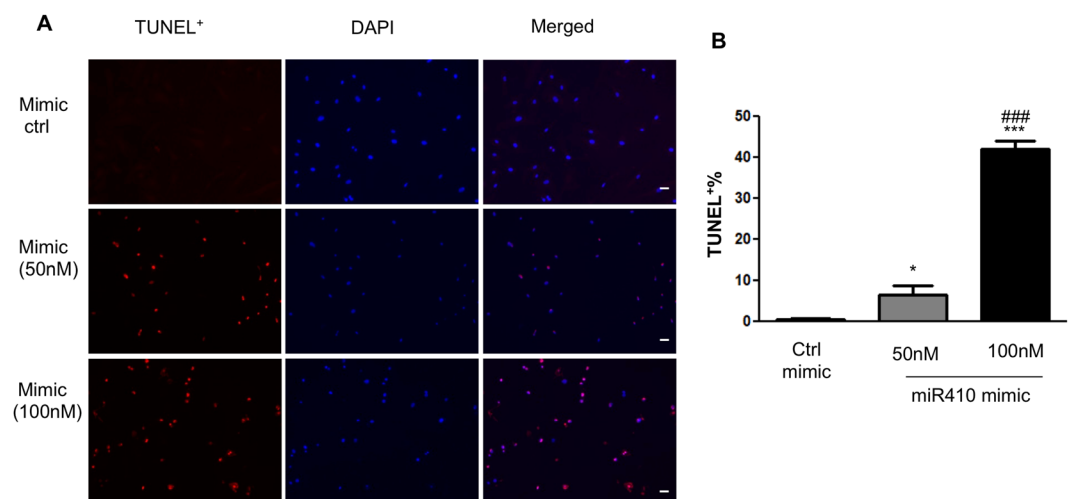 A
TUNEL⁺ DAPI Merged
Mimic
ctrl
Mimic
(50nM)
Mimic
(100nM)
B
TUNEL⁺%
50
40
30
20
10
0
###
***
*
Ctrl
mimic
50nM
100nM
miR410 mimic